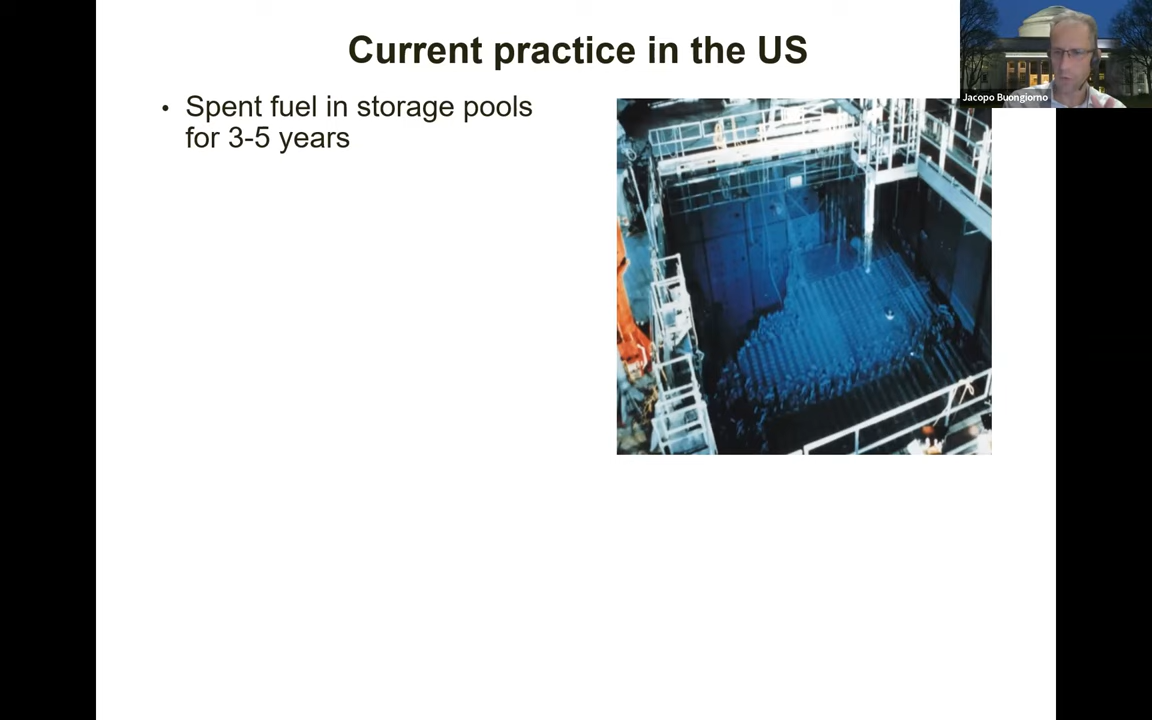 Current practice in the US
Jacopo Buongiorno
• Spent fuel in storage pools
for 3-5 years